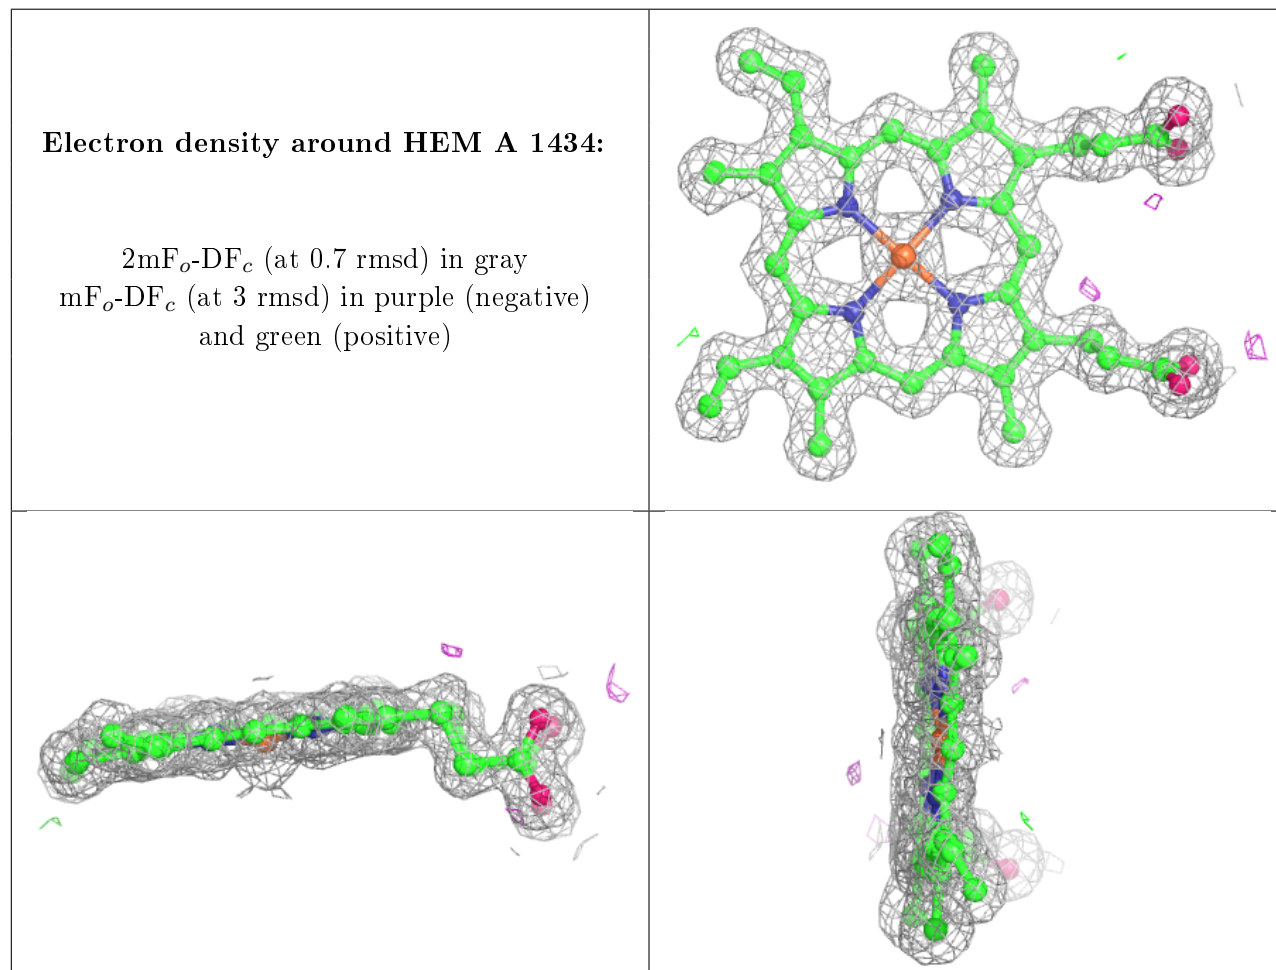 Electron density around HEM A 1434:
2mFo-DFc (at 0.7 rmsd) in gray
mFo-DFc (at 3 rmsd) in purple (negative)
and green (positive)